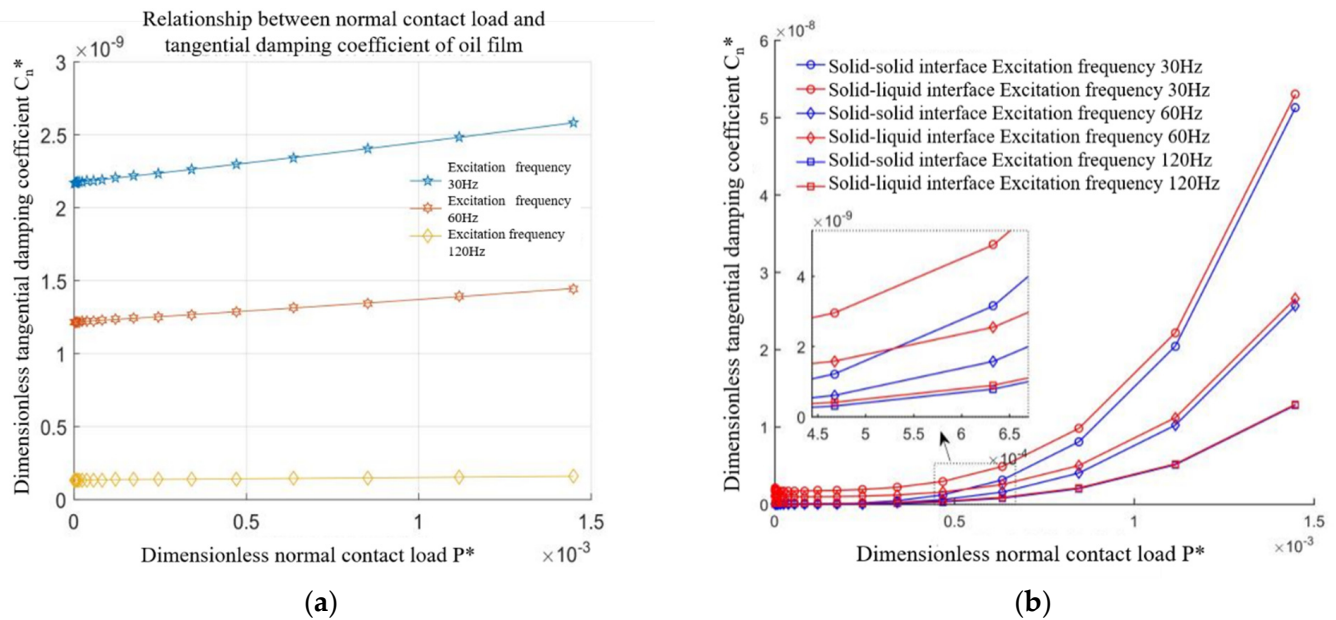 Relationship between normal contact load and
tangential damping coefficient of oil film
×10⁻⁹
3
2.5
2
1.5
1
0.5
0
Dimensionless tangential damping coefficient Cₙ*
Excitation frequency
30Hz
Excitation frequency
60Hz
Excitation frequency
120Hz
0 0.5 1 1.5
×10⁻³
Dimensionless normal contact load P*
(a)
×10⁻⁸
6
5
4
3
2
1
0
Dimensionless tangential damping coefficient Cₙ*
Solid-solid interface Excitation frequency 30Hz
Solid-liquid interface Excitation frequency 30Hz
Solid-solid interface Excitation frequency 60Hz
Solid-liquid interface Excitation frequency 60Hz
Solid-solid interface Excitation frequency 120Hz
Solid-liquid interface Excitation frequency 120Hz
×10⁻⁹
4
2
0
4.5 5 5.5 6 6.5
×10⁻⁴
0 0.5 1 1.5
×10⁻³
Dimensionless normal contact load P*
(b)